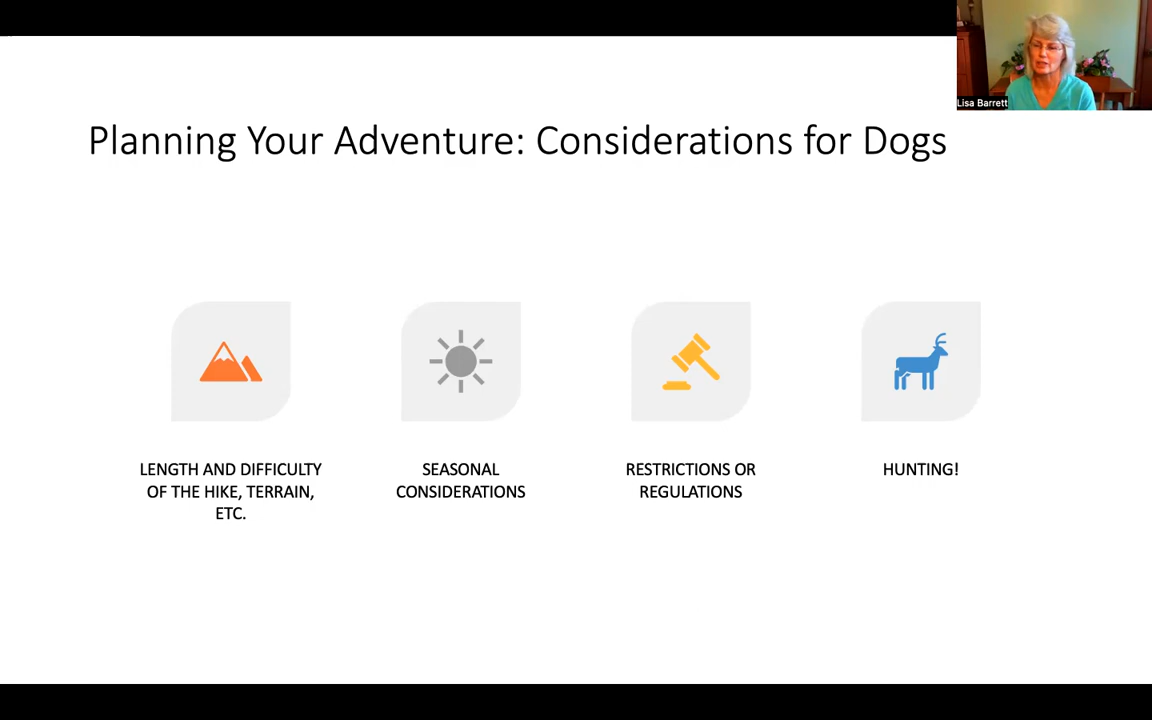 Lisa Barrett
Planning Your Adventure: Considerations for Dogs
LENGTH AND DIFFICULTY
OF THE HIKE, TERRAIN,
ETC.
SEASONAL
CONSIDERATIONS
RESTRICTIONS OR
REGULATIONS
HUNTING!